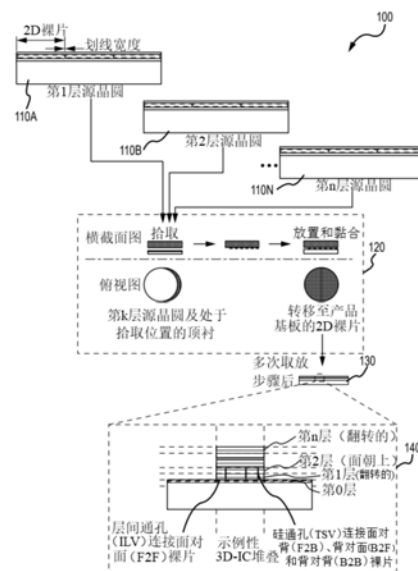 100
2D裸片
划线宽度
110A
第1层源晶圆
110B
第2层源晶圆
110N
第n层源晶圆
横截面图
拾取
放置和黏合
120
俯视图
第k层源晶圆及处于
拾取位置的顶衬
转移至产品
基板的2D裸片
多次取放
步骤后
130
第n层（翻转的）
140
第2层（面朝上）
第1层(翻转的)
第0层
层间通孔
(ILV)连接面对
面(F2F)裸片
示例性
3D-IC堆叠
硅通孔(TSV)连接面对
背(F2B)、背对面(B2F)
和背对背(B2B)裸片